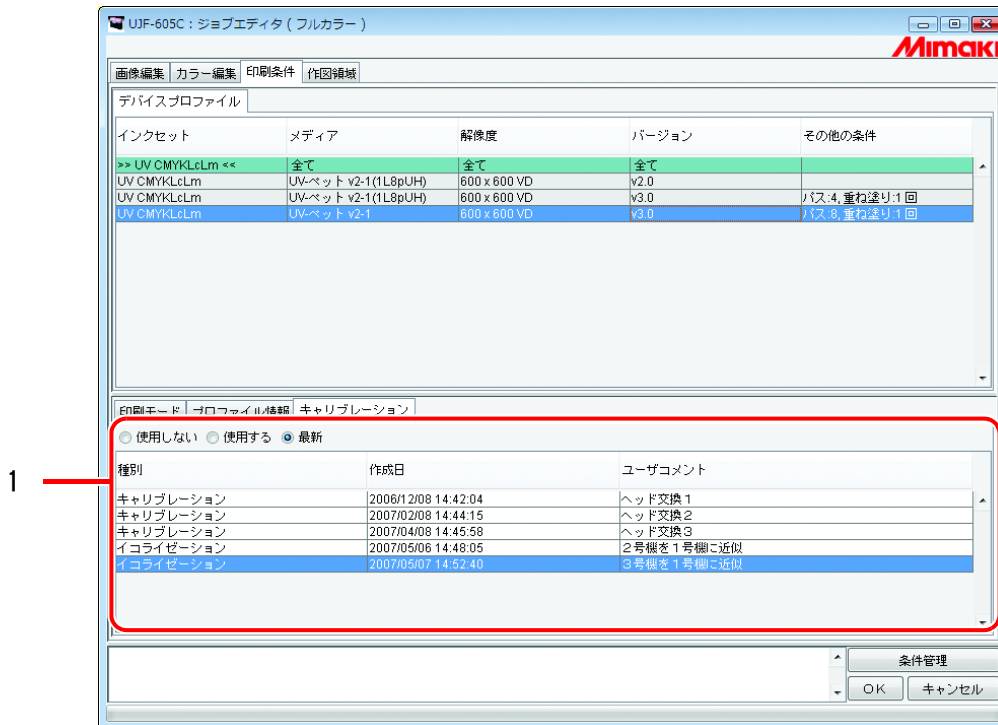 UJF-605C：ジョブエディタ ( フルカラー )
Mimaki
画像編集 カラー編集 印刷条件 作図領域
デバイスプロファイル
インクセット メディア 解像度 バージョン その他の条件
>> UV CMYKLcLm << 全て 全て 全て
UV CMYKLcLm UV-ペット v2-1(1L8pUH) 600 x 600 VD v2.0
UV CMYKLcLm UV-ペット v2-1(1L8pUH) 600 x 600 VD v3.0 パス:4, 重ね塗り:1 回
UV CMYKLcLm UV-ペット v2-1 600 x 600 VD v3.0 パス:8, 重ね塗り:1 回
印刷モード プロファイル情報 キャリブレーション
使用しない 使用する 最新
1
種別 作成日 ユーザコメント
キャリブレーション 2006/12/08 14:42:04 ヘッド交換１
キャリブレーション 2007/02/08 14:44:15 ヘッド交換２
キャリブレーション 2007/04/08 14:45:58 ヘッド交換３
イコライゼーション 2007/05/06 14:48:05 ２号機を１号機に近似
イコライゼーション 2007/05/07 14:52:40 ３号機を１号機に近似
条件管理
OK キャンセル